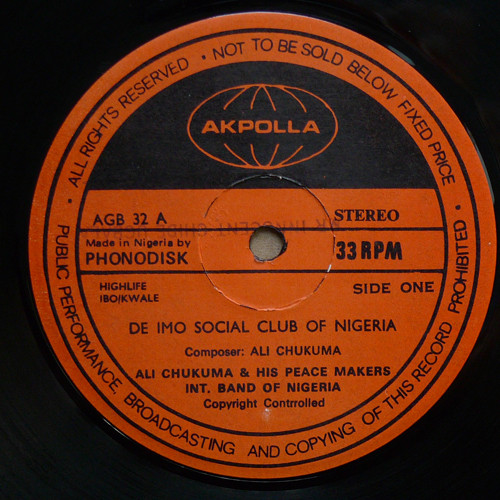 ALL RIGHTS RESERVED • NOT TO BE SOLD BELOW FIXED PRICE •
AKPOLLA
AGB 32 A
STEREO
Made in Nigeria by
PHONODISK
33 RPM
HIGHLIFE
IBO/KWALE
SIDE ONE
DE IMO SOCIAL CLUB OF NIGERIA
Composer: ALI CHUKUMA
ALI CHUKUMA & HIS PEACE MAKERS
INT. BAND OF NIGERIA
Copyright Contrrolled
PUBLIC PERFORMANCE, BROADCASTING AND COPYING OF THIS RECORD PROHIBITED